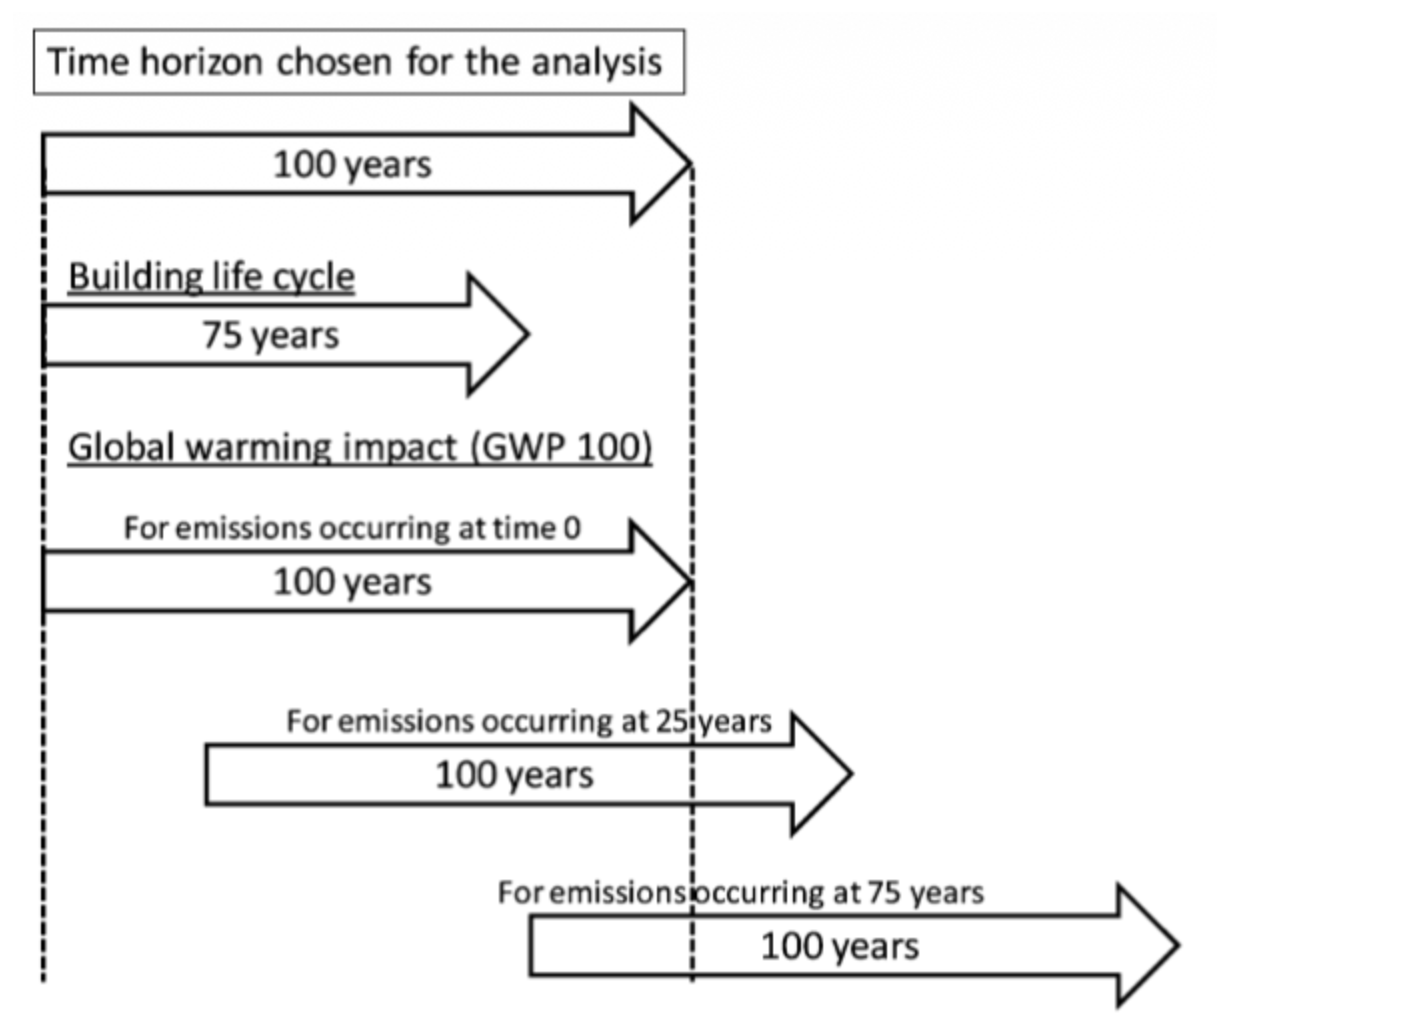 Time horizon chosen for the analysis
100 years
Building life cycle
75 years
Global warming impact (GWP 100)
For emissions occurring at time 0
100 years
For emissions occurring at 25 years
100 years
For emissions occurring at 75 years
100 years